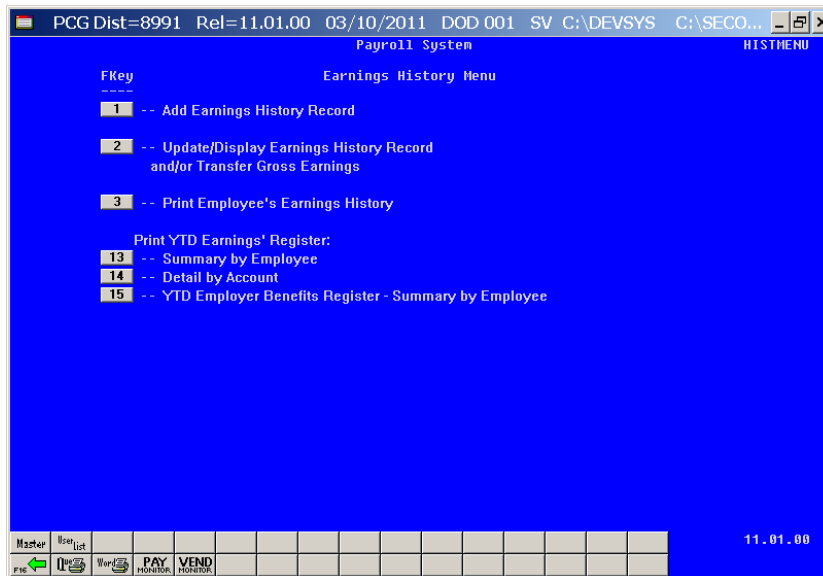 PCG Dist=8991 Rel=11.01.00 03/10/2011 DOD 001 SV C:\DEVSYS C:\SECO...
Payroll System HISTMENU
FKey Earnings History Menu
----
1 -- Add Earnings History Record
2 -- Update/Display Earnings History Record
and/or Transfer Gross Earnings
3 -- Print Employee's Earnings History
Print YTD Earnings' Register:
13 -- Summary by Employee
14 -- Detail by Account
15 -- YTD Employer Benefits Register - Summary by Employee
Master User List 11.01.00
F16 Que Word PAY MONITOR VEND MONITOR